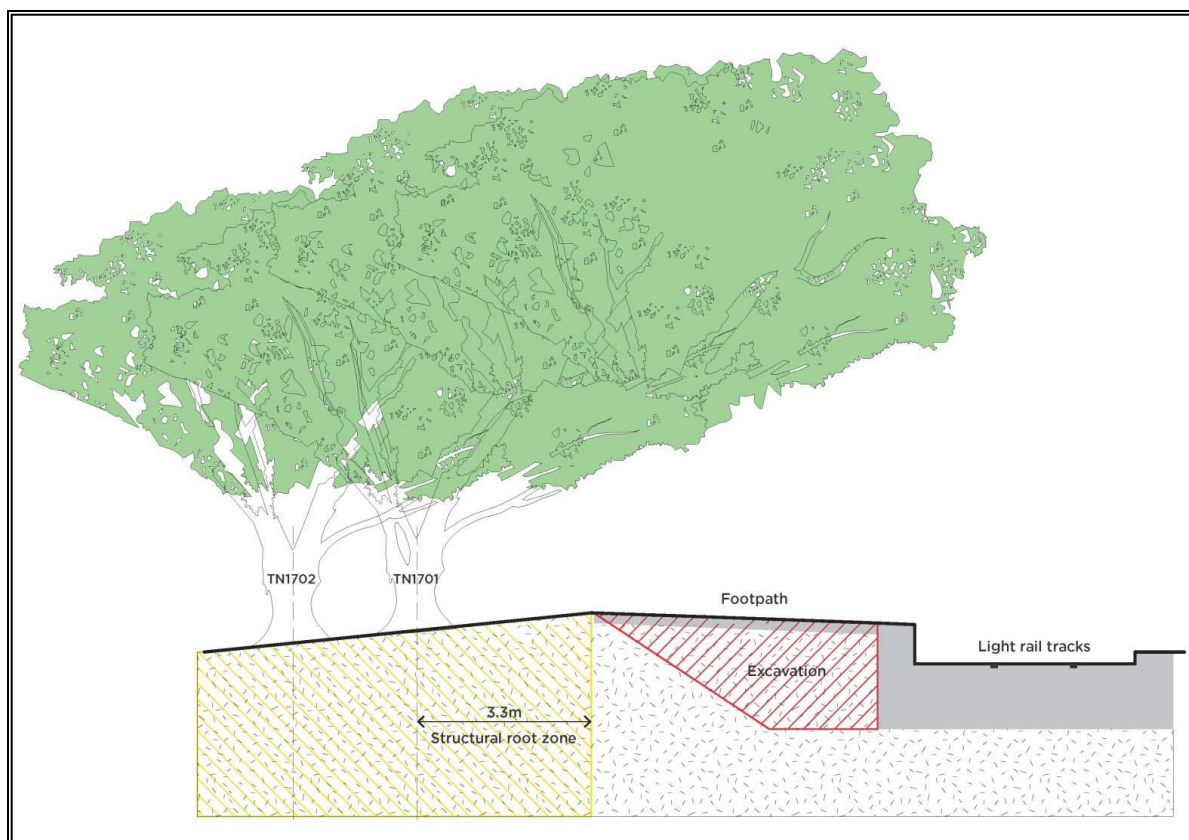 TN1702
TN1701
Footpath
Light rail tracks
Excavation
3.3m
Structural root zone